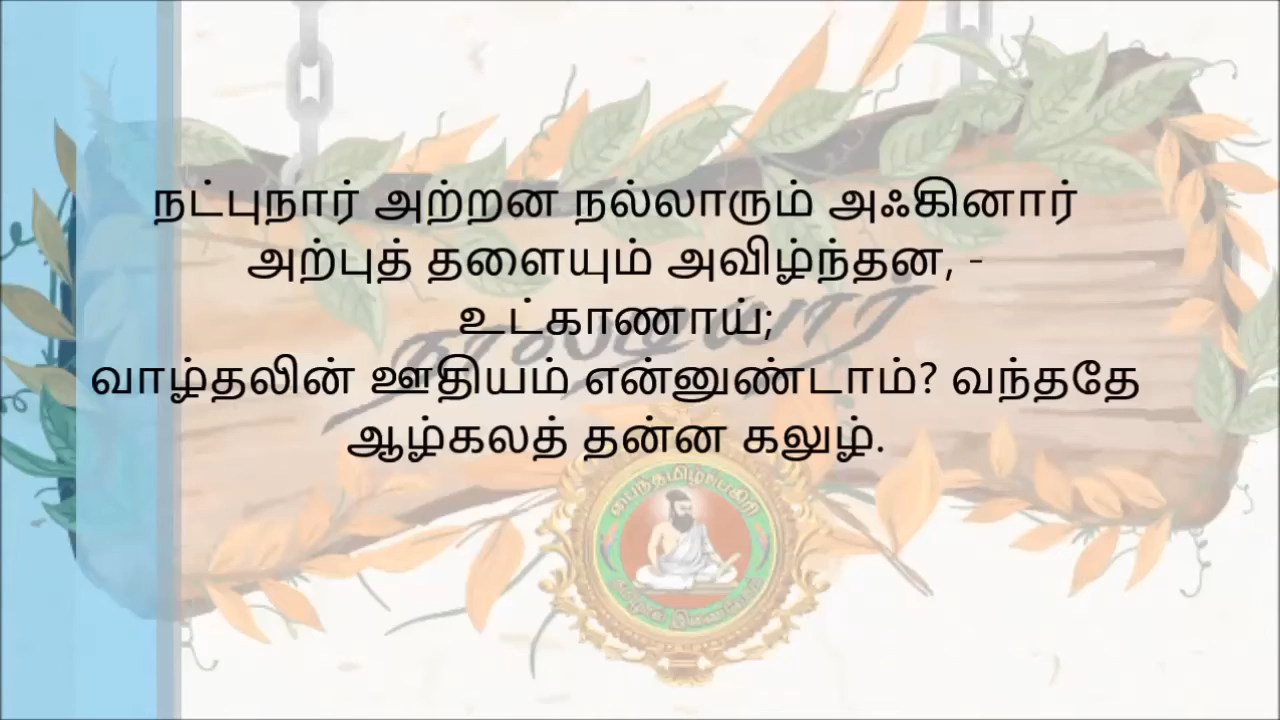 நட்புநார் அற்றன நல்லாரும் அஃகினார்
அற்புத் தளையும் அவிழ்ந்தன, -
உட்காணாய்;
வாழ்தலின் ஊதியம் என்னுண்டாம்? வந்ததே
ஆழ்கலத் தன்ன கலுழ்.
நாலடியார்